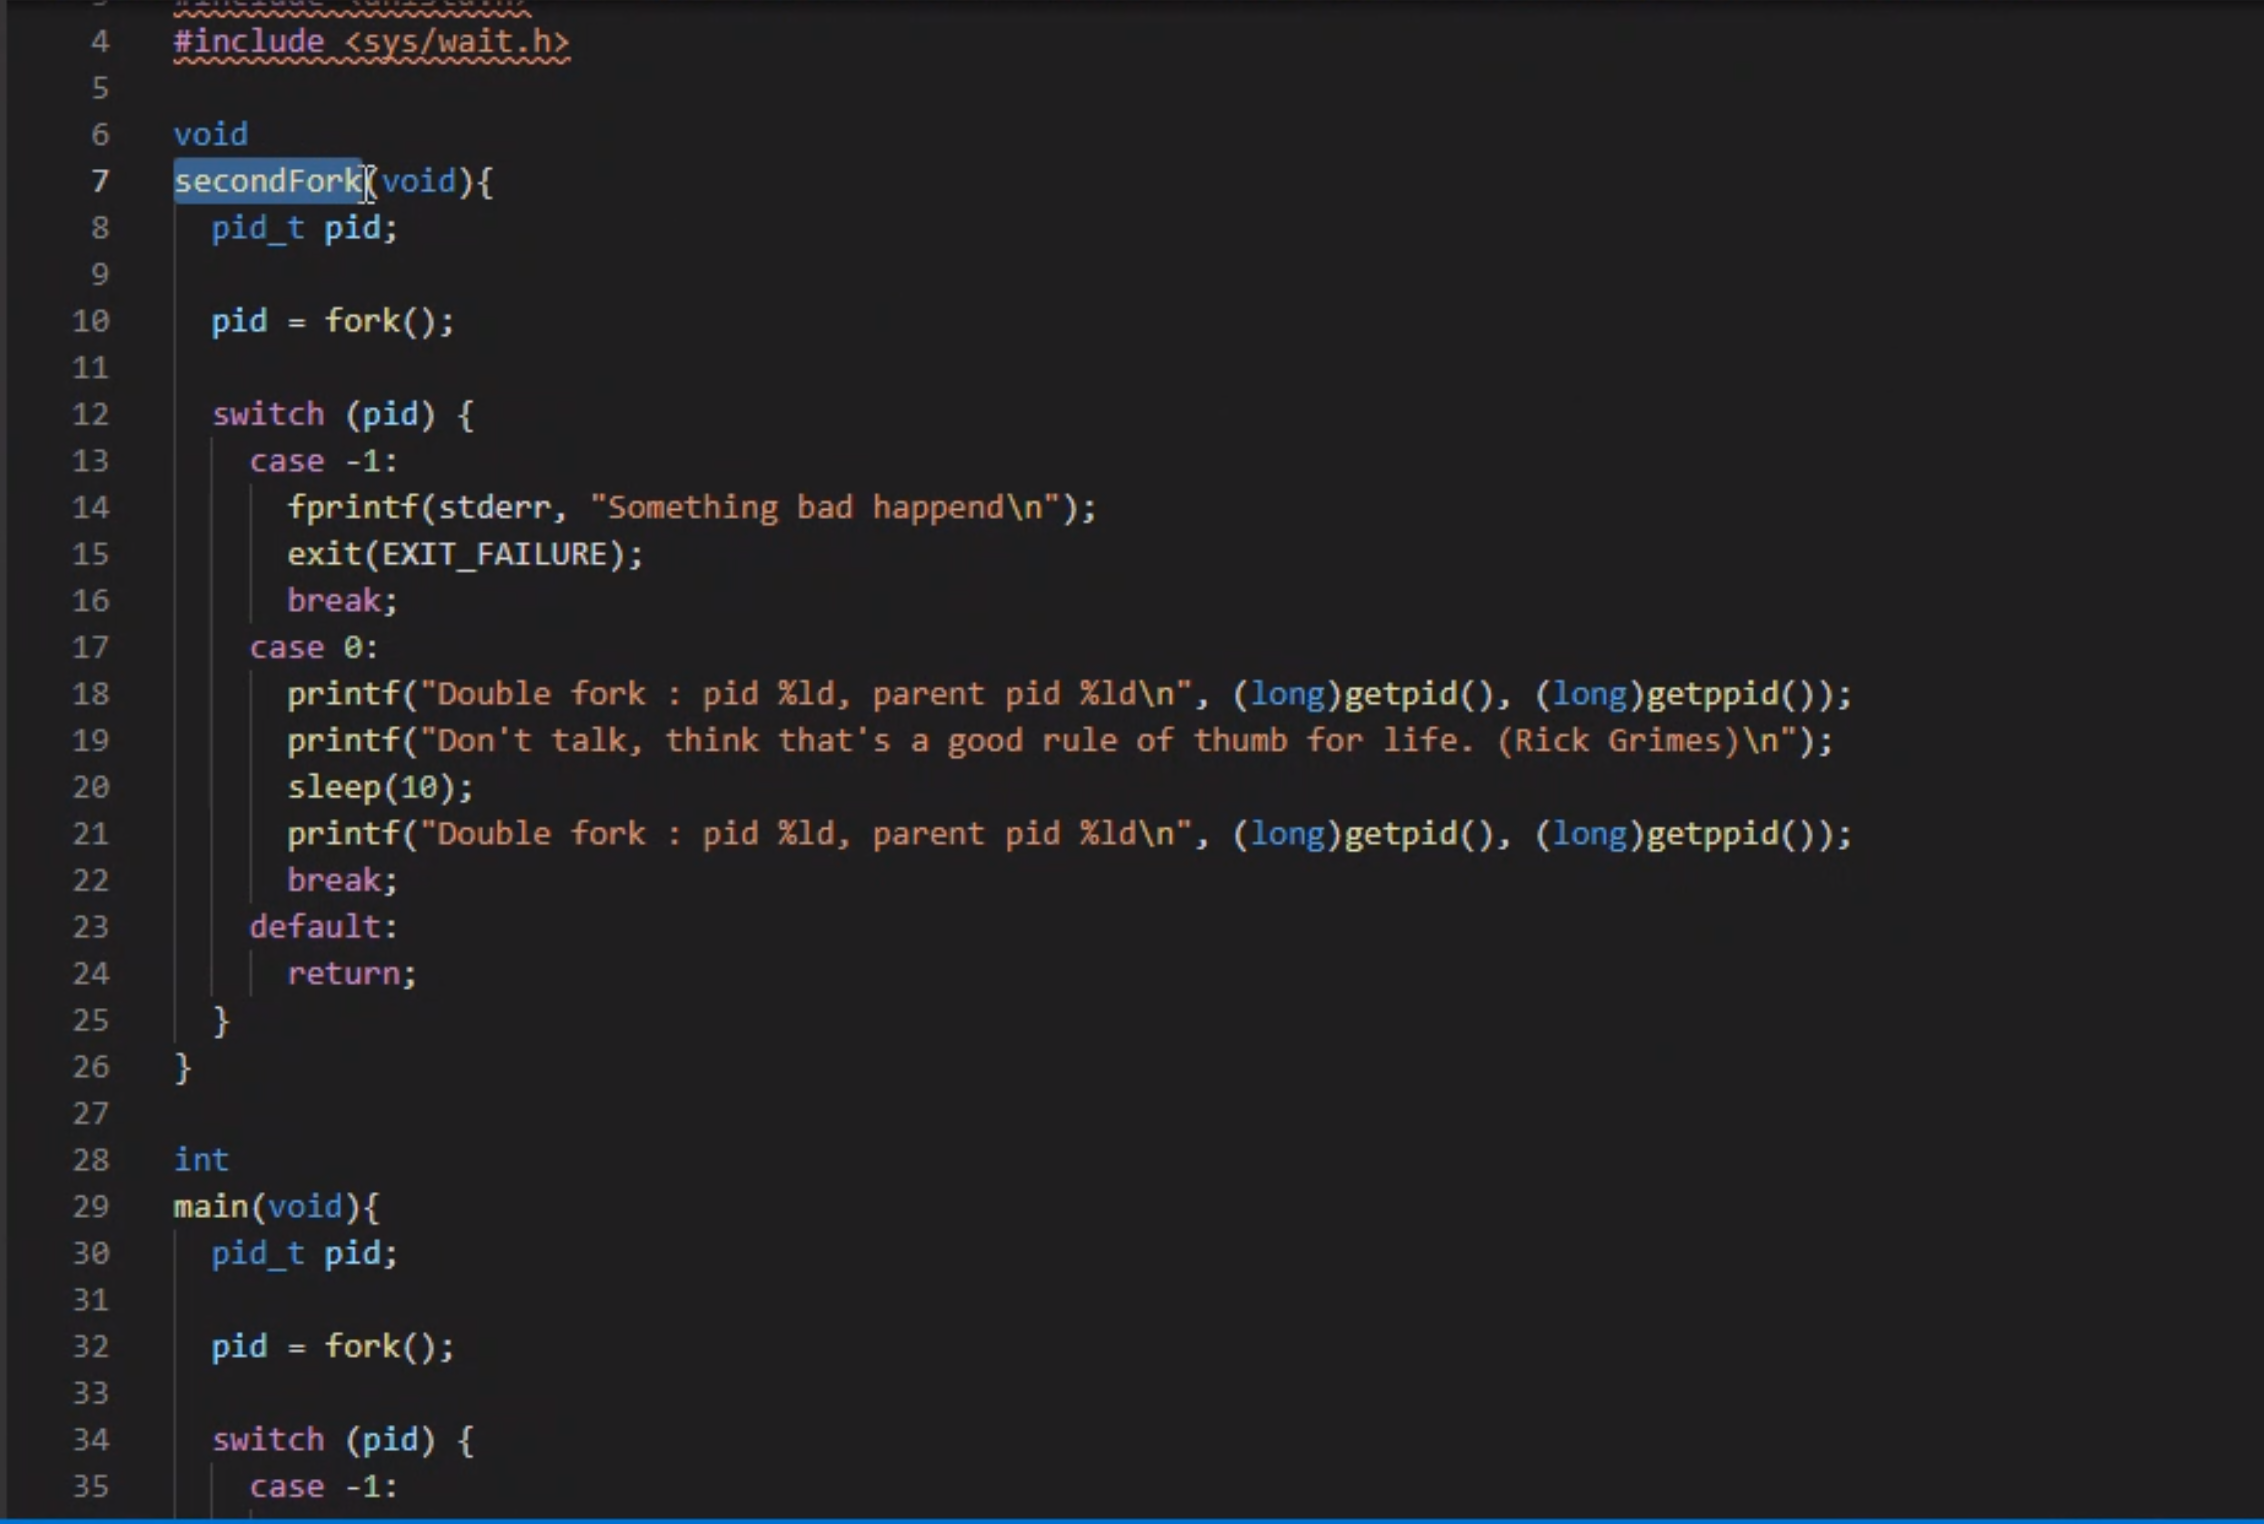 4 #include <sys/wait.h>
5
6 void
7 secondFork(void){
8 pid_t pid;
9
10 pid = fork();
11
12 switch (pid) {
13 case -1:
14 fprintf(stderr, "Something bad happend\n");
15 exit(EXIT_FAILURE);
16 break;
17 case 0:
18 printf("Double fork : pid %ld, parent pid %ld\n", (long)getpid(), (long)getppid());
19 printf("Don't talk, think that's a good rule of thumb for life. (Rick Grimes)\n");
20 sleep(10);
21 printf("Double fork : pid %ld, parent pid %ld\n", (long)getpid(), (long)getppid());
22 break;
23 default:
24 return;
25 }
26 }
27
28 int
29 main(void){
30 pid_t pid;
31
32 pid = fork();
33
34 switch (pid) {
35 case -1: